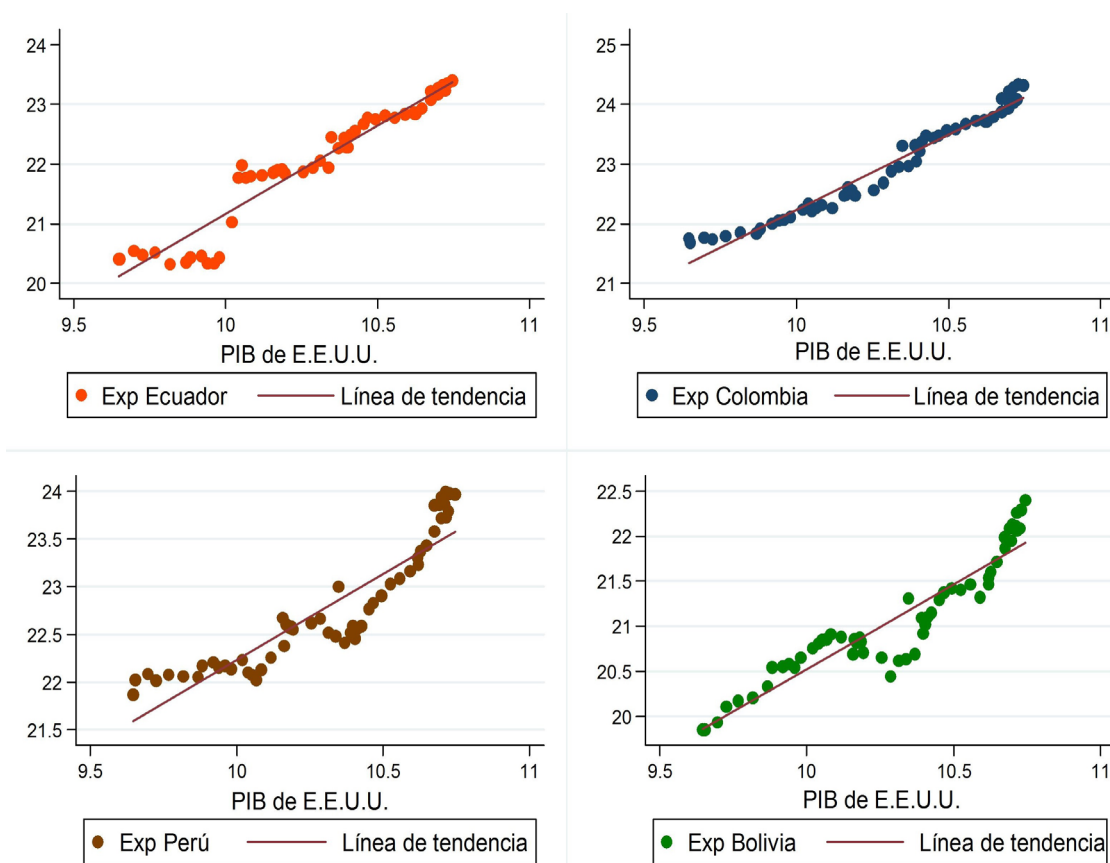 24
23
22
21
20
9.5 10 10.5 11
PIB de E.E.U.U.
Exp Ecuador Línea de tendencia
25
24
23
22
21
9.5 10 10.5 11
PIB de E.E.U.U.
Exp Colombia Línea de tendencia
24
23.5
23
22.5
22
21.5
9.5 10 10.5 11
PIB de E.E.U.U.
Exp Perú Línea de tendencia
22.5
22
21.5
21
20.5
20
9.5 10 10.5 11
PIB de E.E.U.U.
Exp Bolivia Línea de tendencia